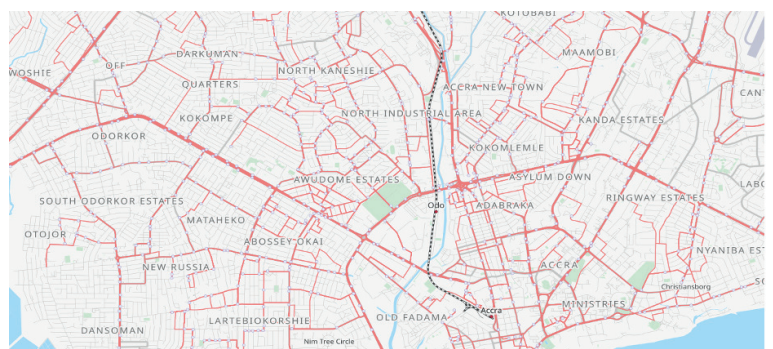 KOTOBABI
DARKUMAN
MAAMOBI
OFF
WOSHIE
NORTH KANESHIE
QUARTERS
ACCRA NEW TOWN
CAN
NORTH INDUSTRIAL AREA
KOKOMPE
KANDA ESTATES
ODORKOR
KOKOMLEMLE
AWUDOME ESTATES
ASYLUM DOWN
LABO
SOUTH ODORKOR ESTATES
RINGWAY ESTATES
Odo
ADABRAKA
MATAHEKO
OTOJOR
ABOSSEY OKAI
NYANIBA EST
NEW RUSSIA
ACCRA
SO
Christiansborg
MINISTRIES
Accra
OLD FADAMA
LARTEBIOKORSHIE
DANSOMAN
Nim Tree Circle